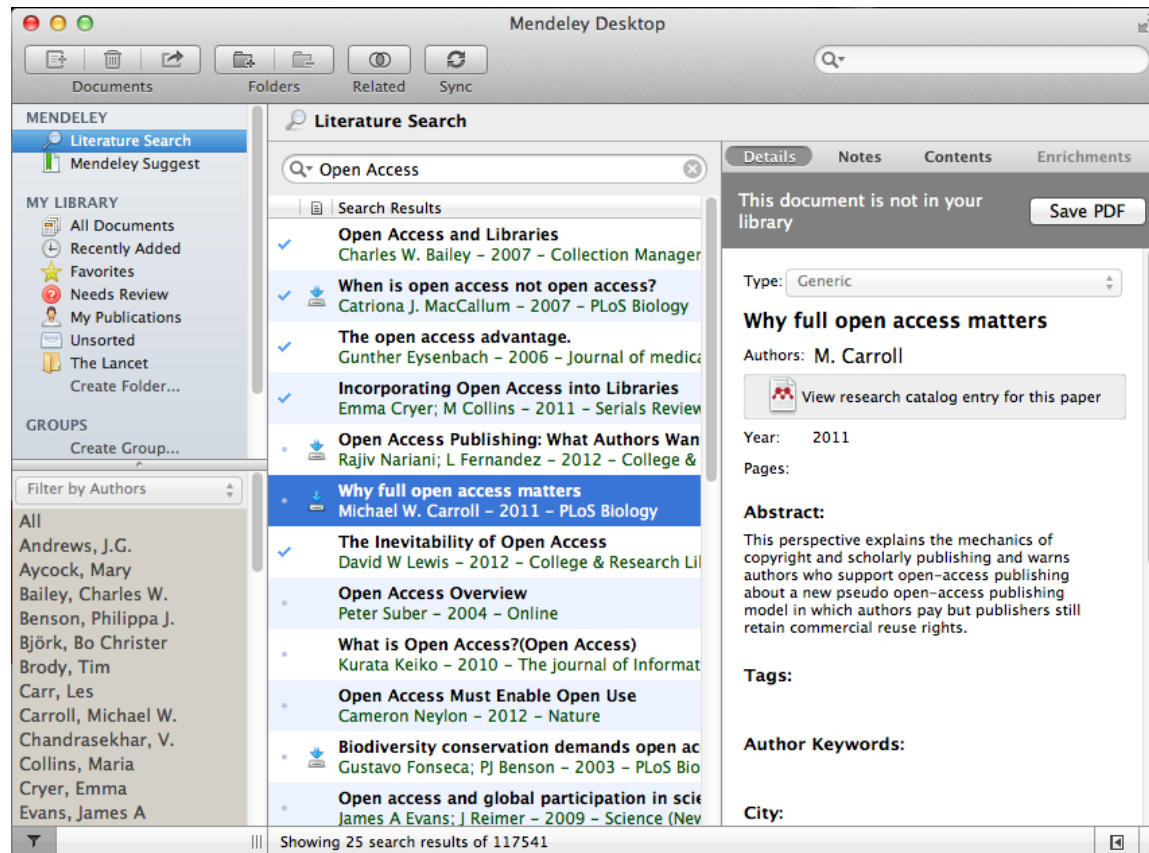 Mendeley Desktop
Documents
Folders
Related
Sync
MENDELEY
Literature Search
Mendeley Suggest
MY LIBRARY
All Documents
Recently Added
Favorites
Needs Review
My Publications
Unsorted
The Lancet
Create Folder...
GROUPS
Create Group...
Filter by Authors
All
Andrews, J.G.
Aycock, Mary
Bailey, Charles W.
Benson, Philippa J.
Björk, Bo Christer
Brody, Tim
Carr, Les
Carroll, Michael W.
Chandrasekhar, V.
Collins, Maria
Cryer, Emma
Evans, James A
Literature Search
Open Access
Search Results
Open Access and Libraries
Charles W. Bailey – 2007 – Collection Manager
When is open access not open access?
Catriona J. MacCallum – 2007 – PLoS Biology
The open access advantage.
Gunther Eysenbach – 2006 – Journal of medica
Incorporating Open Access into Libraries
Emma Cryer; M Collins – 2011 – Serials Review
Open Access Publishing: What Authors Wan
Rajiv Nariani; L Fernandez – 2012 – College &
Why full open access matters
Michael W. Carroll – 2011 – PLoS Biology
The Inevitability of Open Access
David W Lewis – 2012 – College & Research Li
Open Access Overview
Peter Suber – 2004 – Online
What is Open Access?(Open Access)
Kurata Keiko – 2010 – The journal of Informat
Open Access Must Enable Open Use
Cameron Neylon – 2012 – Nature
Biodiversity conservation demands open ac
Gustavo Fonseca; PJ Benson – 2003 – PLoS Bio
Open access and global participation in scie
James A Evans; J Reimer – 2009 – Science (New
Showing 25 search results of 117541
Details
Notes
Contents
Enrichments
This document is not in your
library
Save PDF
Type: Generic
Why full open access matters
Authors: M. Carroll
View research catalog entry for this paper
Year: 2011
Pages:
Abstract:
This perspective explains the mechanics of
copyright and scholarly publishing and warns
authors who support open-access publishing
about a new pseudo open-access publishing
model in which authors pay but publishers still
retain commercial reuse rights.
Tags:
Author Keywords:
City: